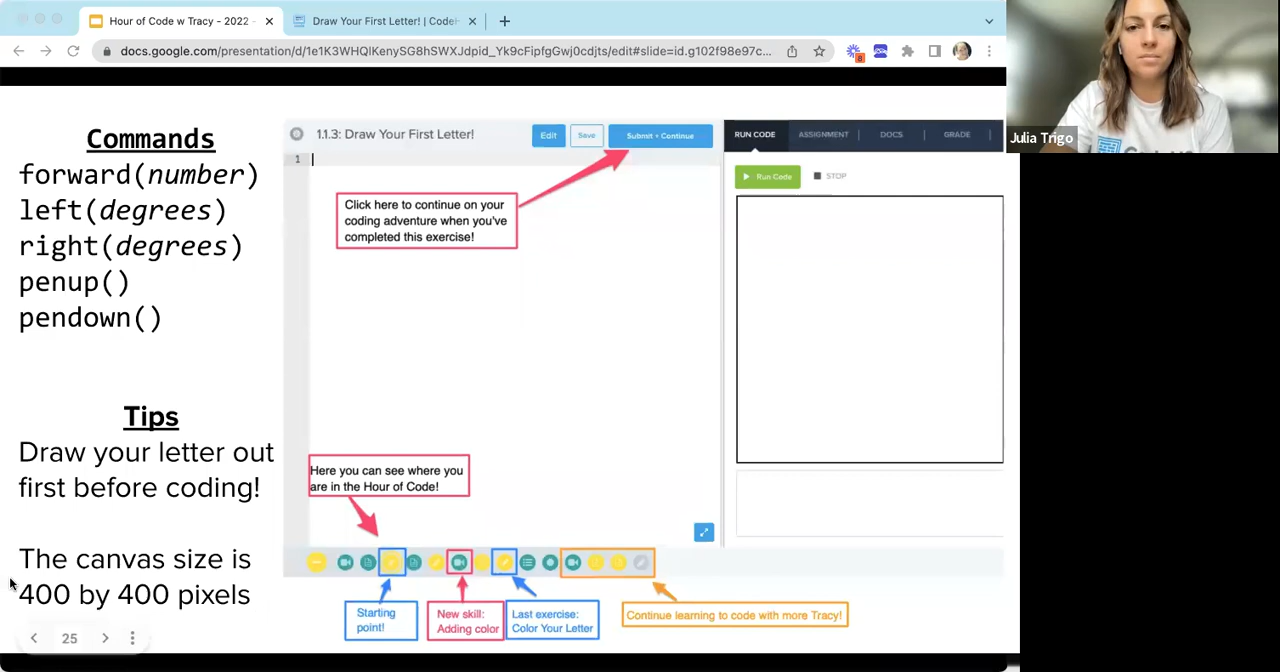 Hour of Code w Tracy - 2022 -
Draw Your First Letter! | CodeH
docs.google.com/presentation/d/1e1K3WHQlKenySG8hSWXJdpid_Yk9cFipfgGwj0cdjts/edit#slide=id.g102f98e97c...
8
Julia Trigo
Commands
forward(number)
left(degrees)
right(degrees)
penup()
pendown()
Tips
Draw your letter out
first before coding!
The canvas size is
400 by 400 pixels
25
1.1.3: Draw Your First Letter!
Edit
Save
Submit + Continue
1
Click here to continue on your
coding adventure when you've
completed this exercise!
Here you can see where you
are in the Hour of Code!
RUN CODE
ASSIGNMENT
DOCS
GRADE
Run Code
STOP
Starting
point!
New skill:
Adding color
Last exercise:
Color Your Letter
Continue learning to code with more Tracy!